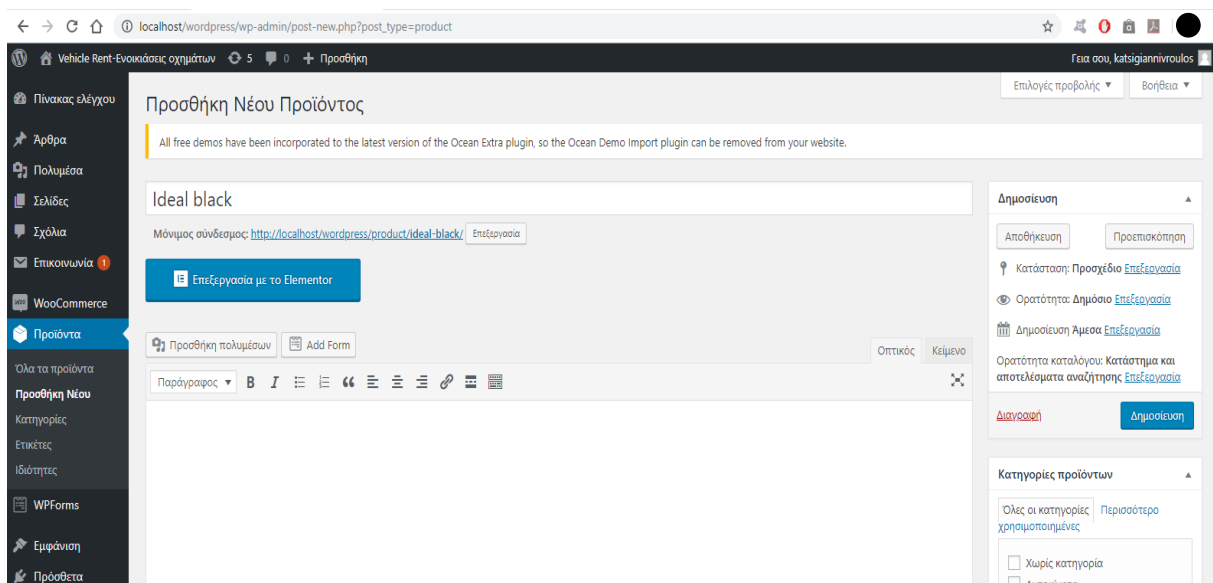 localhost/wordpress/wp-admin/post-new.php?post_type=product
Vehicle Rent-Ενοικιάσεις οχημάτων 5 0 + Προσθήκη Γεια σου, katsigiannivroulos
Επιλογές προβολής ▼ Βοήθεια ▼
Πίνακας ελέγχου
Άρθρα
Πολυμέσα
Σελίδες
Σχόλια
Επικοινωνία 1
WooCommerce
Προϊόντα
Όλα τα προϊόντα
Προσθήκη Νέου
Κατηγορίες
Ετικέτες
Ιδιότητες
WPForms
Εμφάνιση
Πρόσθετα
Προσθήκη Νέου Προϊόντος
All free demos have been incorporated to the latest version of the Ocean Extra plugin, so the Ocean Demo Import plugin can be removed from your website.
Ideal black
Μόνιμος σύνδεσμος: http://localhost/wordpress/product/ideal-black/ Επεξεργασία
Επεξεργασία με το Elementor
Προσθήκη πολυμέσων Add Form
Οπτικός Κείμενο
Παράγραφος ▼ B I
Δημοσίευση
Αποθήκευση Προεπισκόπηση
Κατάσταση: Προσχέδιο Επεξεργασία
Ορατότητα: Δημόσιο Επεξεργασία
Δημοσίευση Άμεσα Επεξεργασία
Ορατότητα καταλόγου: Κατάστημα και
αποτελέσματα αναζήτησης Επεξεργασία
Διαγραφή Δημοσίευση
Κατηγορίες προϊόντων
Όλες οι κατηγορίες Περισσότερο
χρησιμοποιημένες
Χωρίς κατηγορία